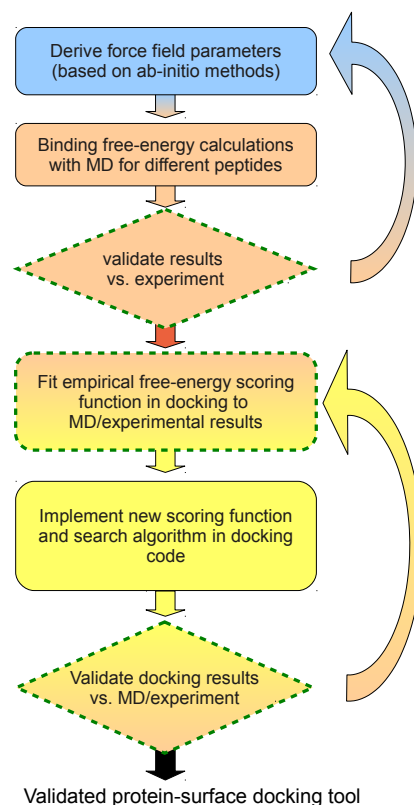 Derive force field parameters
(based on ab-initio methods)
Binding free-energy calculations
with MD for different peptides
validate results
vs. experiment
Fit empirical free-energy scoring
function in docking to
MD/experimental results
Implement new scoring function
and search algorithm in docking
code
Validate docking results
vs. MD/experiment
Validated protein-surface docking tool